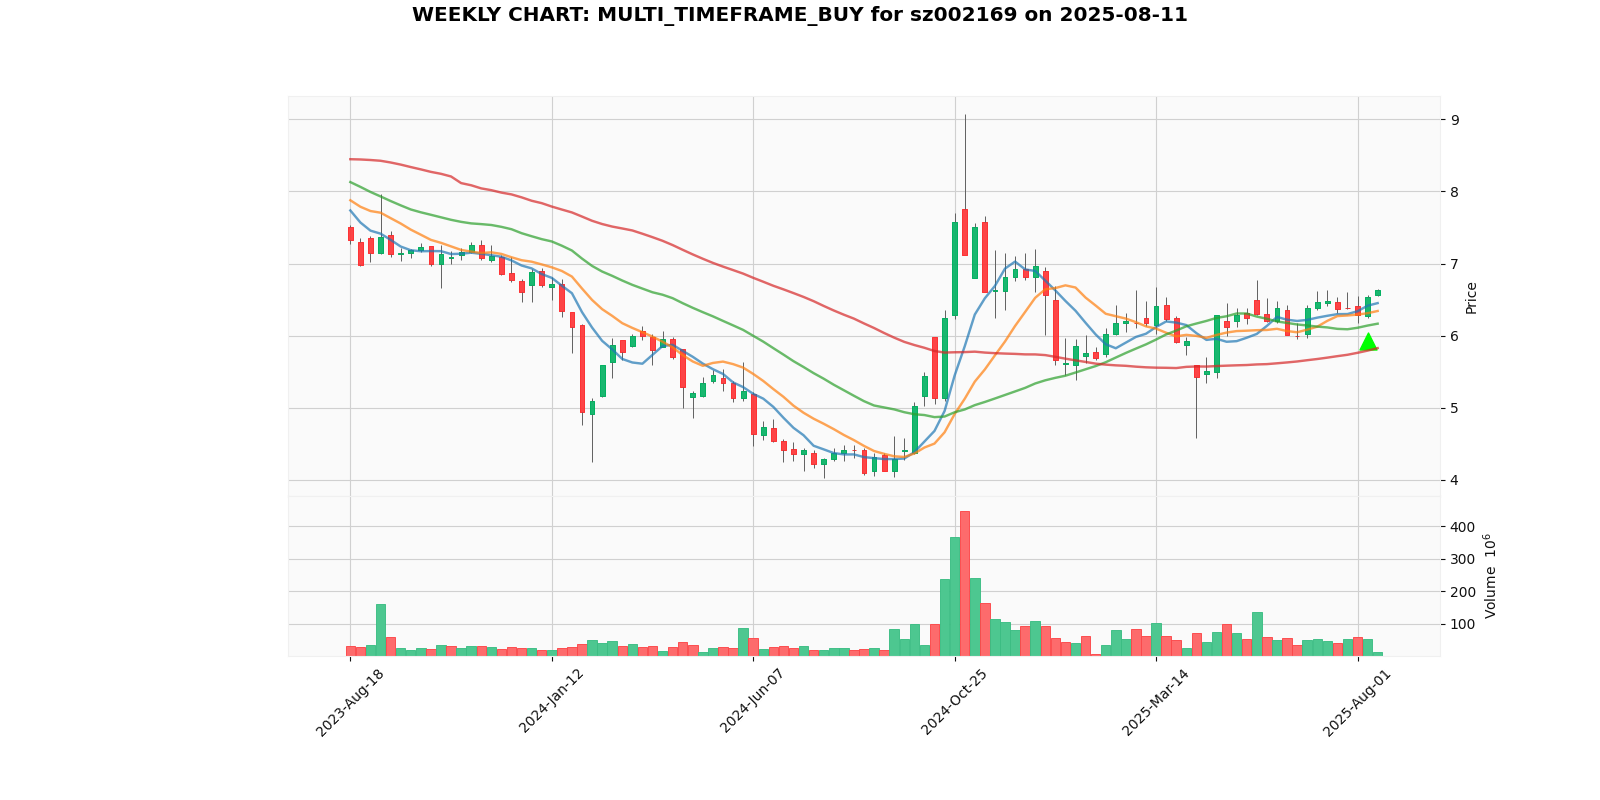 WEEKLY CHART: MULTI_TIMEFRAME_BUY for sz002169 on 2025-08-11
9
8
7
6
5
4
Price
400
300
200
100
Volume 10^6
2023-Aug-18
2024-Jan-12
2024-Jun-07
2024-Oct-25
2025-Mar-14
2025-Aug-01